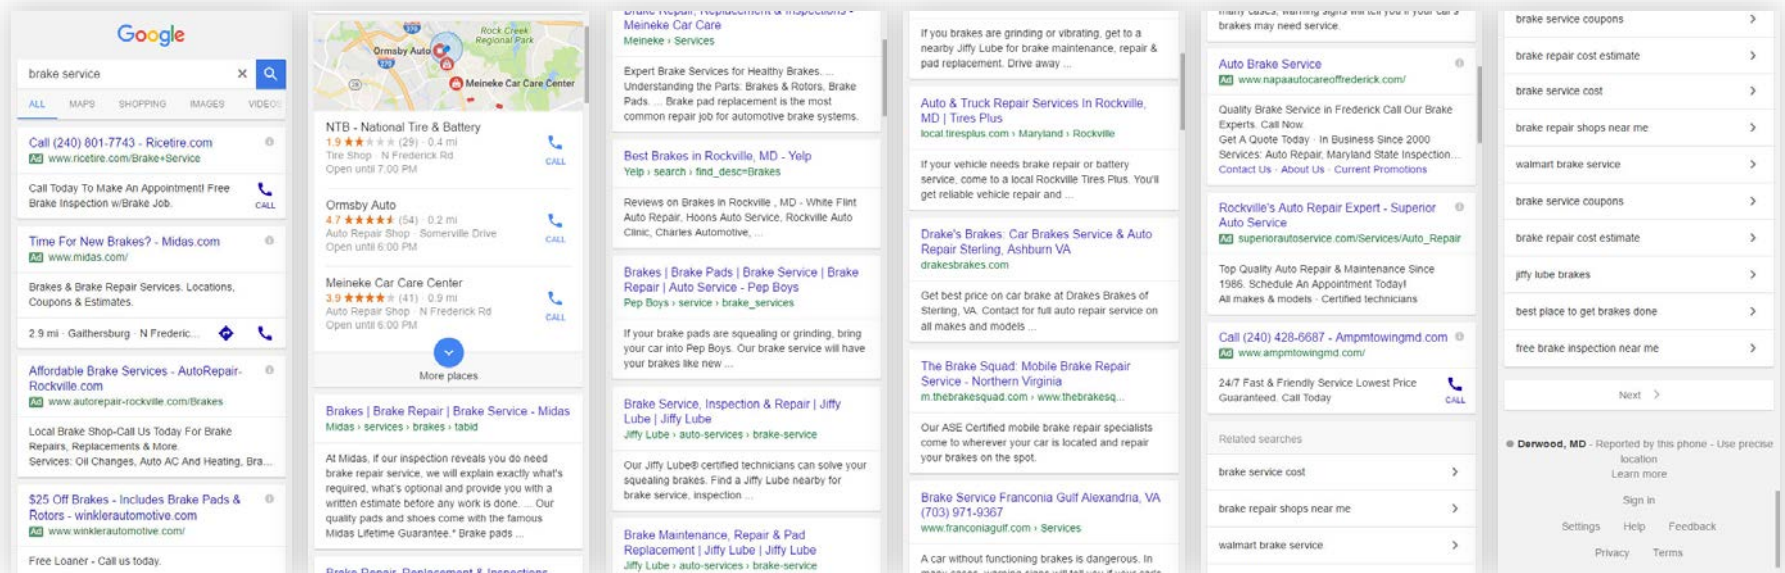 Google
brake service
ALL MAPS SHOPPING IMAGES VIDEOS
Call (240) 801-7743 - Ricetire.com
Ad www.ricetire.com/Brake+Service
Call Today To Make An Appointment! Free
Brake Inspection w/Brake Job.
CALL
Time For New Brakes? - Midas.com
Ad www.midas.com/
Brakes & Brake Repair Services. Locations,
Coupons & Estimates.
2.9 mi · Gaithersburg · N Frederic...
Affordable Brake Services - AutoRepair-
Rockville.com
Ad www.autorepair-rockville.com/Brakes
Local Brake Shop-Call Us Today For Brake
Repairs, Replacements & More.
Services: Oil Changes, Auto AC And Heating, Bra...
$25 Off Brakes - Includes Brake Pads &
Rotors - winklerautomotive.com
Ad www.winklerautomotive.com/
Free Loaner - Call us today.
Rock Creek
Regional Park
270
Ormsby Auto
270
28
Meineke Car Care Center
NTB - National Tire & Battery
1.9 (29) · 0.4 mi
Tire Shop · N Frederick Rd
Open until 7:00 PM
CALL
Ormsby Auto
4.7 (54) · 0.2 mi
Auto Repair Shop · Somerville Drive
Open until 6:00 PM
CALL
Meineke Car Care Center
3.9 (41) · 0.9 mi
Auto Repair Shop · N Frederick Rd
Open until 6:00 PM
CALL
More places
Brakes | Brake Repair | Brake Service - Midas
Midas › services › brakes › tabid
At Midas, if our inspection reveals you do need
brake repair service, we will explain exactly what's
required, what's optional and provide you with a
written estimate before any work is done. ... Our
quality pads and shoes come with the famous
Midas Lifetime Guarantee.* Brake pads ...
Brake Repair, Replacement & Inspections
Brake Repair, Replacement & Inspections -
Meineke Car Care
Meineke › Services
Expert Brake Services for Healthy Brakes. ...
Understanding the Parts: Brakes & Rotors, Brake
Pads. ... Brake pad replacement is the most
common repair job for automotive brake systems.
Best Brakes in Rockville, MD - Yelp
Yelp › search › find_desc=Brakes
Reviews on Brakes in Rockville , MD - White Flint
Auto Repair, Hoons Auto Service, Rockville Auto
Clinic, Charles Automotive, ...
Brakes | Brake Pads | Brake Service | Brake
Repair | Auto Service - Pep Boys
Pep Boys › service › brake_services
If your brake pads are squealing or grinding, bring
your car into Pep Boys. Our brake service will have
your brakes like new ...
Brake Service, Inspection & Repair | Jiffy
Lube | Jiffy Lube
Jiffy Lube › auto-services › brake-service
Our Jiffy Lube® certified technicians can solve your
squealing brakes. Find a Jiffy Lube nearby for
brake service, inspection ...
Brake Maintenance, Repair & Pad
Replacement | Jiffy Lube | Jiffy Lube
Jiffy Lube › auto-services › brake-service
If you brakes are grinding or vibrating, get to a
nearby Jiffy Lube for brake maintenance, repair &
pad replacement. Drive away ...
Auto & Truck Repair Services In Rockville,
MD | Tires Plus
local.tiresplus.com › Maryland › Rockville
If your vehicle needs brake repair or battery
service, come to a local Rockville Tires Plus. You'll
get reliable vehicle repair and ...
Drake's Brakes: Car Brakes Service & Auto
Repair Sterling, Ashburn VA
drakesbrakes.com
Get best price on car brake at Drakes Brakes of
Sterling, VA. Contact for full auto repair service on
all makes and models ...
The Brake Squad: Mobile Brake Repair
Service - Northern Virginia
m.thebrakesquad.com › www.thebrakesq...
Our ASE Certified mobile brake repair specialists
come to wherever your car is located and repair
your brakes on the spot.
Brake Service Franconia Gulf Alexandria, VA
(703) 971-9367
www.franconiagulf.com › Services
A car without functioning brakes is dangerous. In
many cases, warning signs will tell you if your car's
many cases, warning signs will tell you if your car's
brakes may need service.
Auto Brake Service
Ad www.napaautocareoffrederick.com/
Quality Brake Service in Frederick Call Our Brake
Experts. Call Now.
Get A Quote Today · In Business Since 2000
Services: Auto Repair, Maryland State Inspection...
Contact Us · About Us · Current Promotions
Rockville's Auto Repair Expert - Superior
Auto Service
Ad superiorautoservice.com/Services/Auto_Repair
Top Quality Auto Repair & Maintenance Since
1986. Schedule An Appointment Today!
All makes & models · Certified technicians
Call (240) 428-6687 - Ampmtowingmd.com
Ad www.ampmtowingmd.com/
24/7 Fast & Friendly Service Lowest Price
Guaranteed. Call Today
CALL
Related searches
brake service cost
brake repair shops near me
walmart brake service
brake service coupons
brake repair cost estimate
brake service cost
brake repair shops near me
walmart brake service
brake service coupons
brake repair cost estimate
jiffy lube brakes
best place to get brakes done
free brake inspection near me
Next
Derwood, MD - Reported by this phone - Use precise
location
Learn more
Sign in
Settings Help Feedback
Privacy Terms